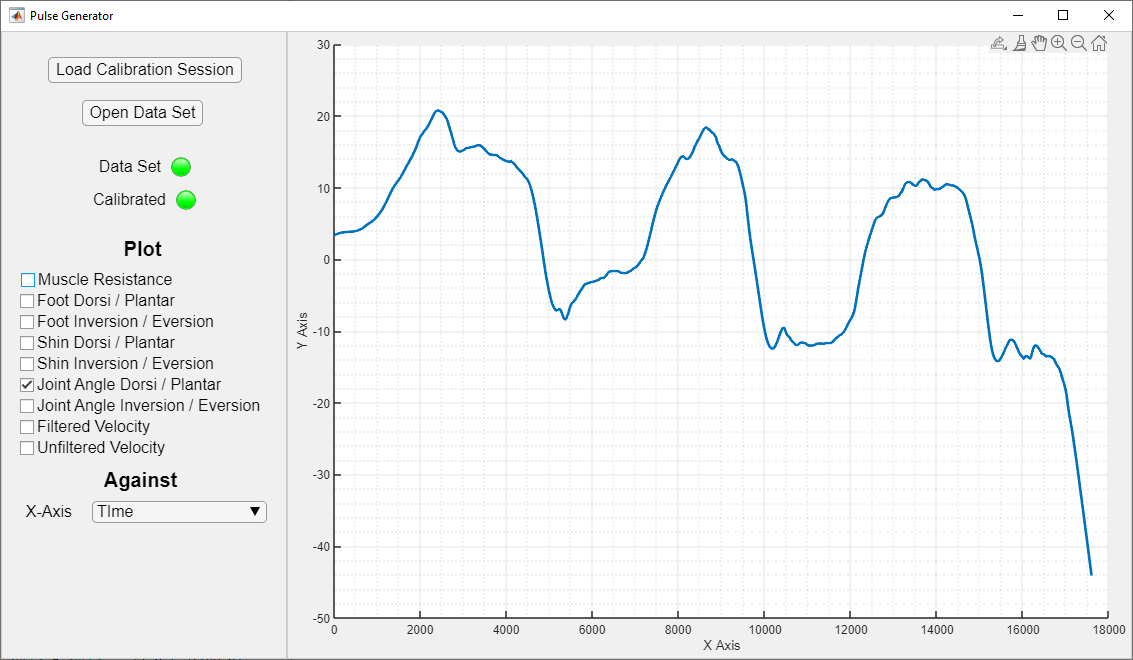 Pulse Generator
Load Calibration Session
Open Data Set
Data Set
Calibrated
Plot
Muscle Resistance
Foot Dorsi / Plantar
Foot Inversion / Eversion
Shin Dorsi / Plantar
Shin Inversion / Eversion
Joint Angle Dorsi / Plantar
Joint Angle Inversion / Eversion
Filtered Velocity
Unfiltered Velocity
Against
X-Axis TIme
30
20
10
0
-10
-20
-30
-40
-50
Y Axis
0 2000 4000 6000 8000 10000 12000 14000 16000 18000
X Axis